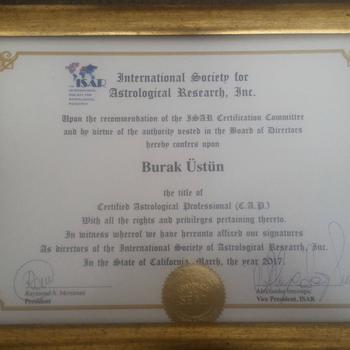 ISAR
International Society for
Astrological Research, Inc.
Upon the recommendation of the ISAR Certification Committee
and by virtue of the authority vested in the Board of Directors
hereby confers upon
Burak Üstün
the title of
Certified Astrological Professional (C.A.P.)
With all the rights and privileges pertaining thereto.
In witness whereof we have hereunto affixed our signatures
As directors of the International Society of Astrological Research, Inc.
In the State of California, March, the year 2017.
Raymond A. Merriman
President
Vice President, ISAR